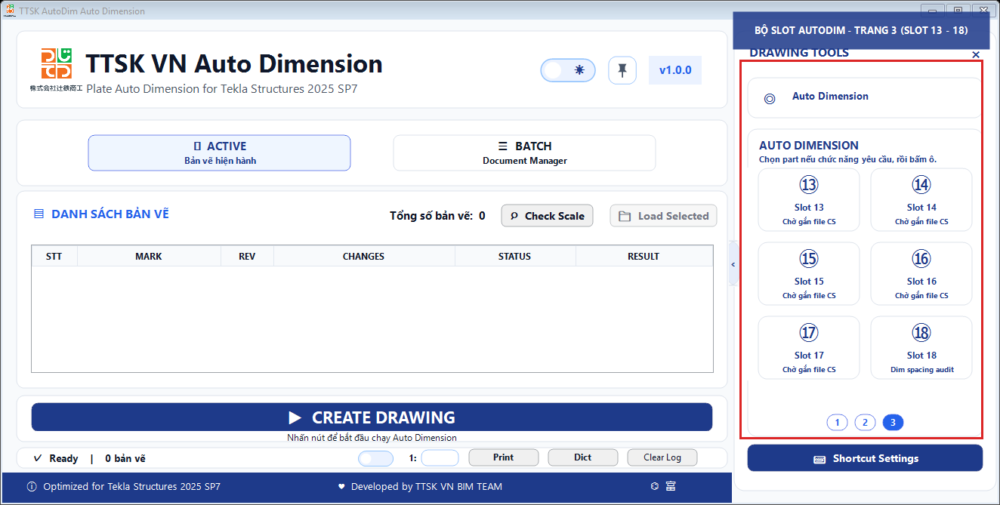 TTSK AutoDim Auto Dimension
BỘ SLOT AUTODIM - TRANG 3 (SLOT 13 - 18)
TTSK VN Auto Dimension
株式会社辻鉄商工
Plate Auto Dimension for Tekla Structures 2025 SP7
v1.0.0
ACTIVE
Bản vẽ hiện hành
BATCH
Document Manager
DANH SÁCH BẢN VẼ
Tổng số bản vẽ: 0
Check Scale
Load Selected
STT MARK REV CHANGES STATUS RESULT
CREATE DRAWING
Nhấn nút để bắt đầu chạy Auto Dimension
Ready | 0 bản vẽ
1:
Print
Dict
Clear Log
Optimized for Tekla Structures 2025 SP7
Developed by TTSK VN BIM TEAM
DRAWING TOOLS
Auto Dimension
AUTO DIMENSION
Chọn part nếu chức năng yêu cầu, rồi bấm ô.
⑬
Slot 13
Chờ gắn file CS
⑭
Slot 14
Chờ gắn file CS
⑮
Slot 15
Chờ gắn file CS
⑯
Slot 16
Chờ gắn file CS
⑰
Slot 17
Chờ gắn file CS
⑱
Slot 18
Dim spacing audit
1 2 3
Shortcut Settings